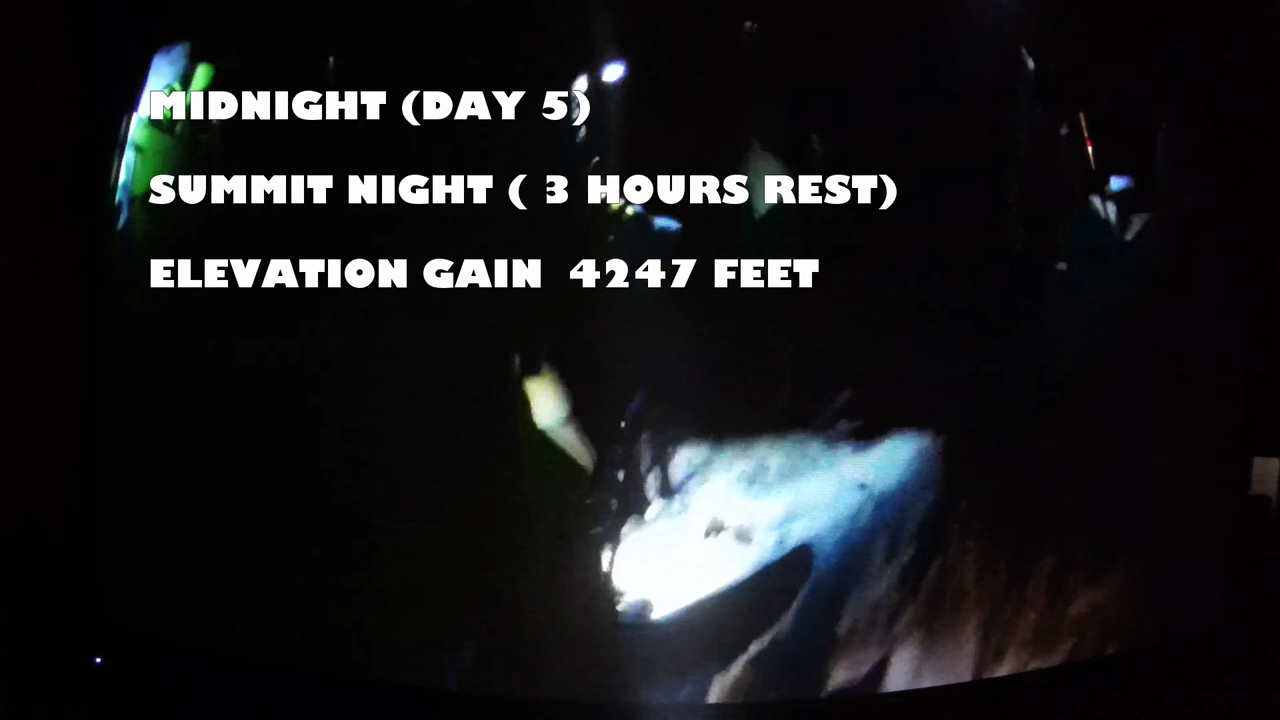 MIDNIGHT (DAY 5)
SUMMIT NIGHT ( 3 HOURS REST)
ELEVATION GAIN  4247 FEET